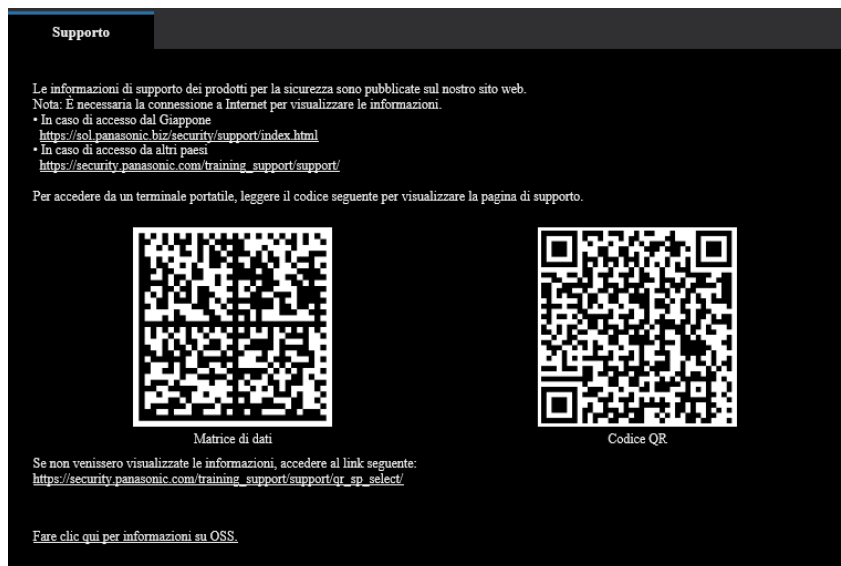 Supporto
Le informazioni di supporto dei prodotti per la sicurezza sono pubblicate sul nostro sito web.
Nota: È necessaria la connessione a Internet per visualizzare le informazioni.
• In caso di accesso dal Giappone
https://sol.panasonic.biz/security/support/index.html
• In caso di accesso da altri paesi
https://security.panasonic.com/training_support/support/
Per accedere da un terminale portatile, leggere il codice seguente per visualizzare la pagina di supporto.
Matrice di dati
Codice QR
Se non venissero visualizzate le informazioni, accedere al link seguente:
https://security.panasonic.com/training_support/support/qr_sp_select/
Fare clic qui per informazioni su OSS.